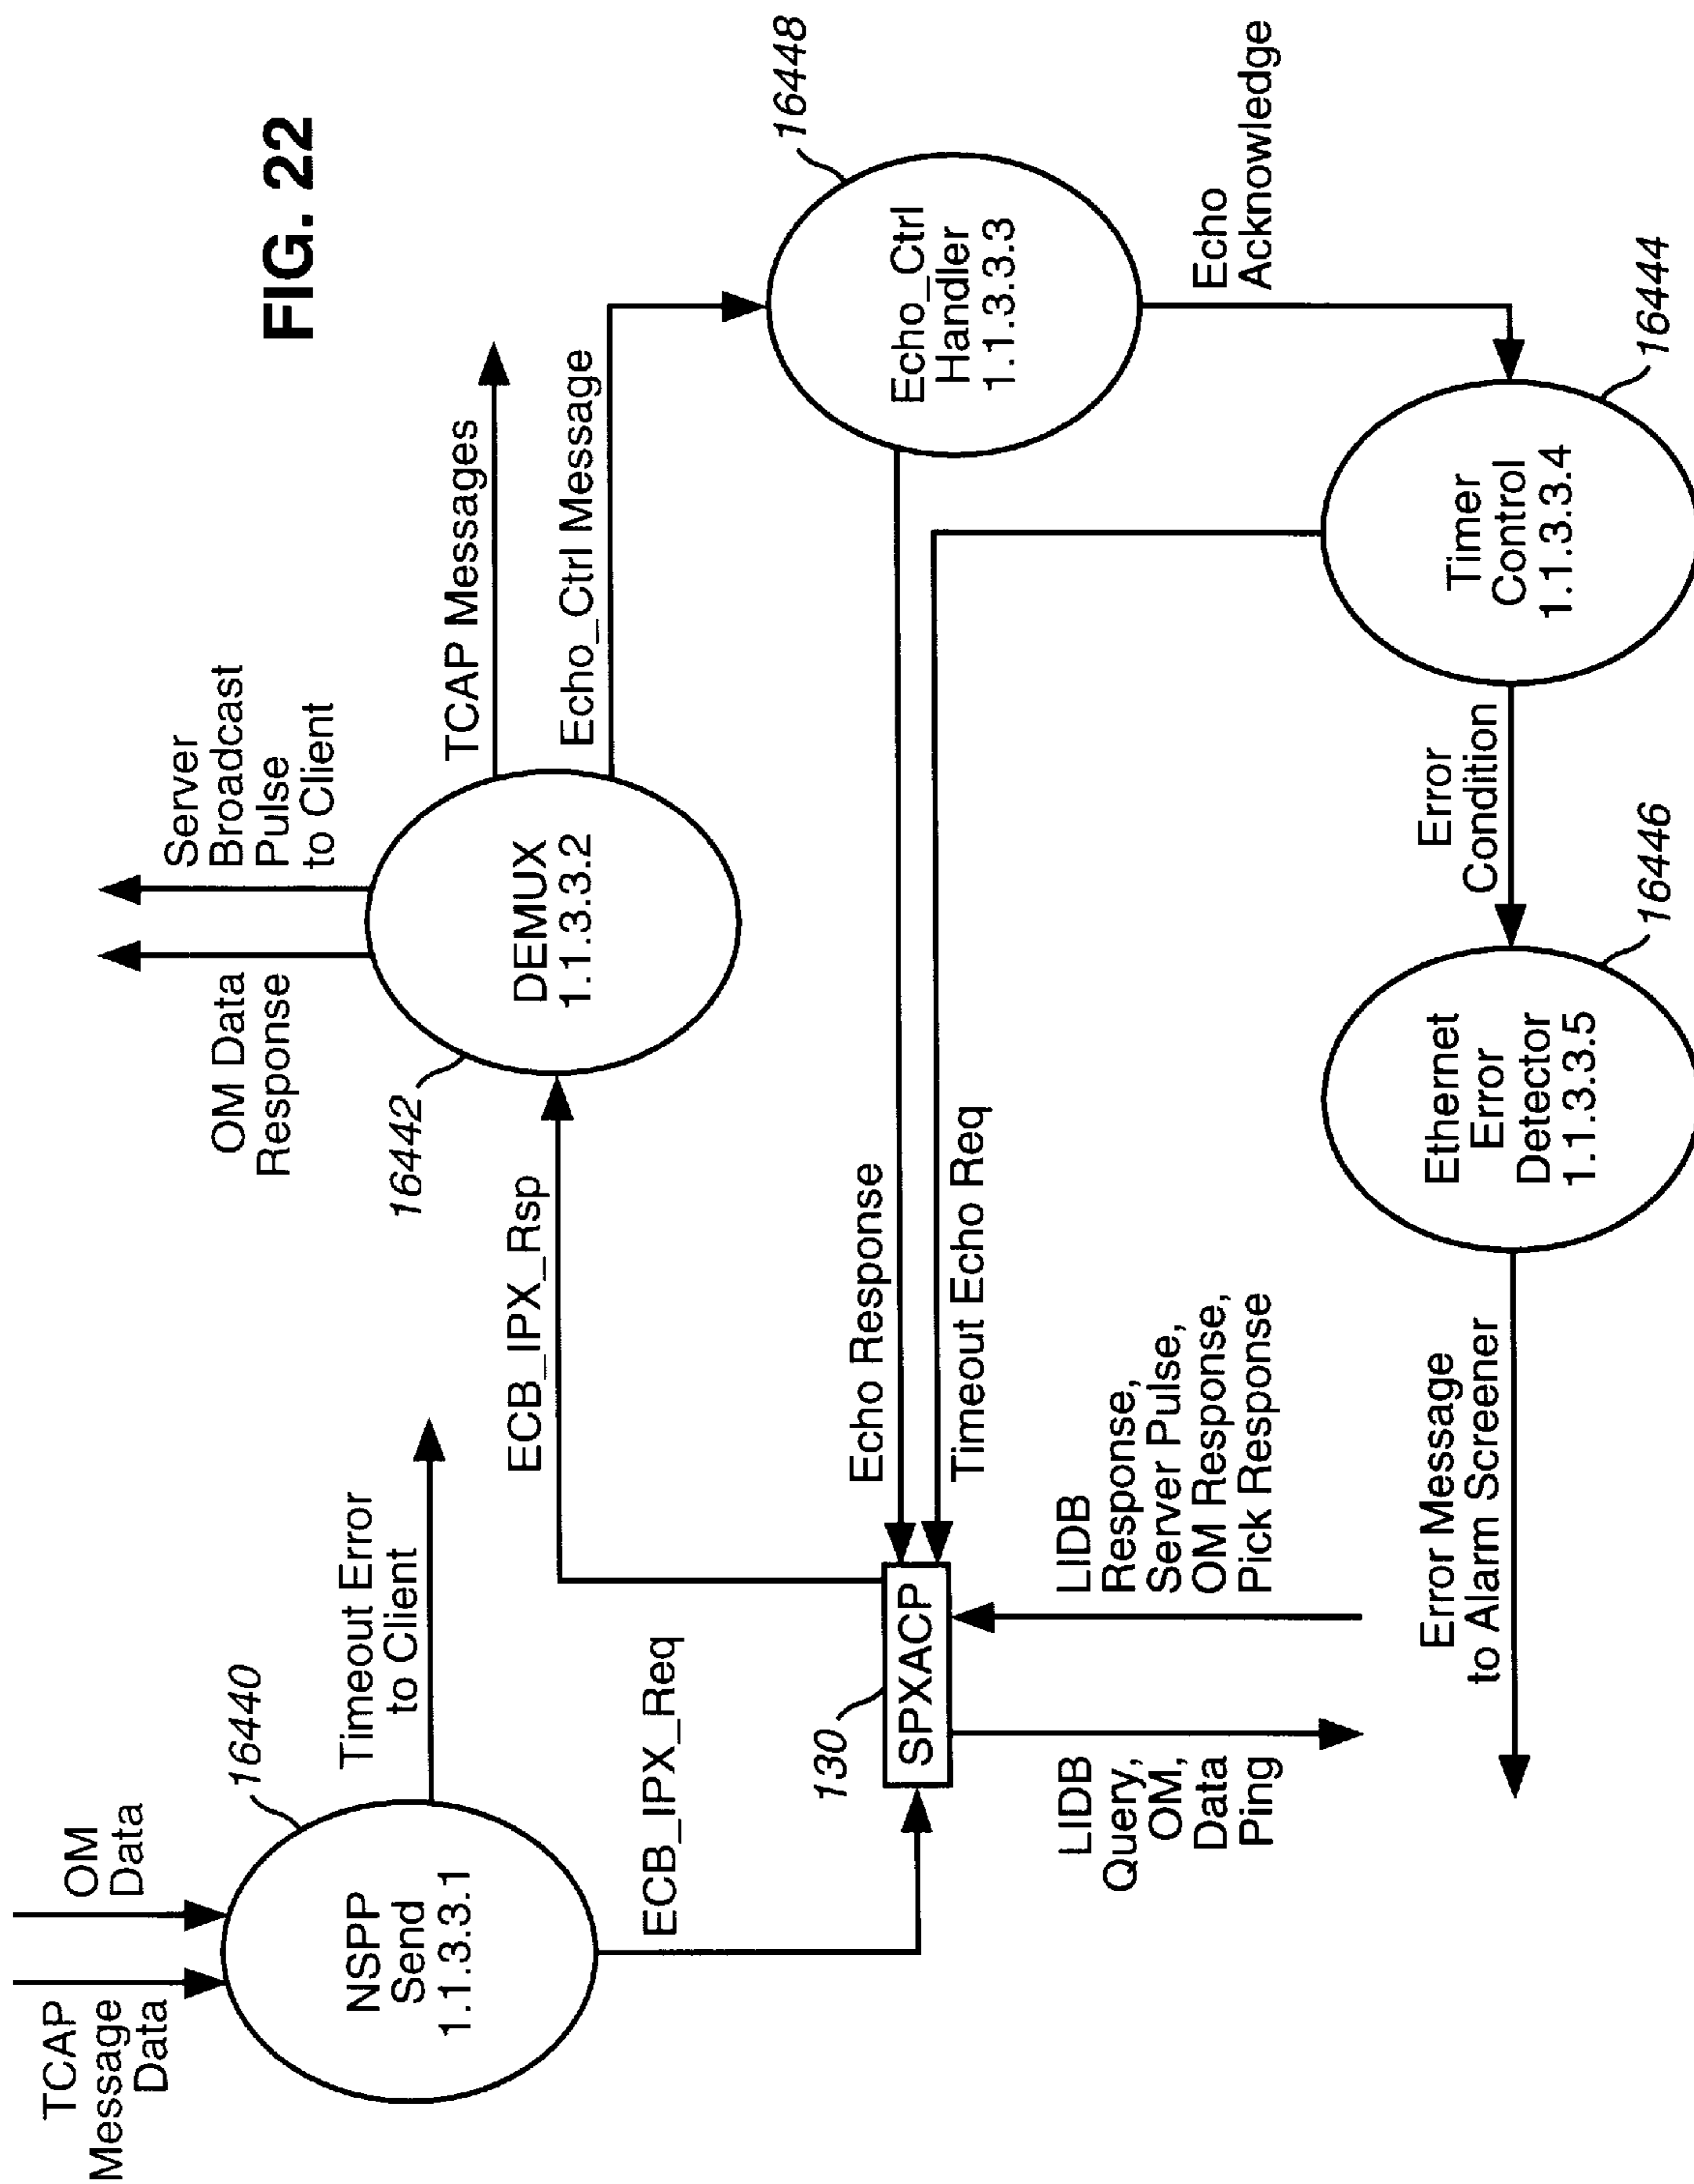 FIG. 22
TCAP
Message
Data
OM
Data
16440
NSPP
Send
1.1.3.3.1
Timeout Error
to Client
ECB_IPX_Req
130
SPXACP
LIDB
Query,
OM,
Data
Ping
LIDB
Response,
Server Pulse,
OM Response,
Pick Response
ECB_IPX_Rsp
16442
OM Data
Response
Server
Broadcast
Pulse
to Client
DEMUX
1.1.3.3.2
TCAP Messages
Echo_Ctrl Message
16448
Echo_Ctrl
Handler
1.1.3.3.3
Echo Response
Timeout Echo Req
Echo
Acknowledge
16444
Timer
Control
1.1.3.3.4
Error
Condition
16446
Ethernet
Error
Detector
1.1.3.3.5
Error Message
to Alarm Screener